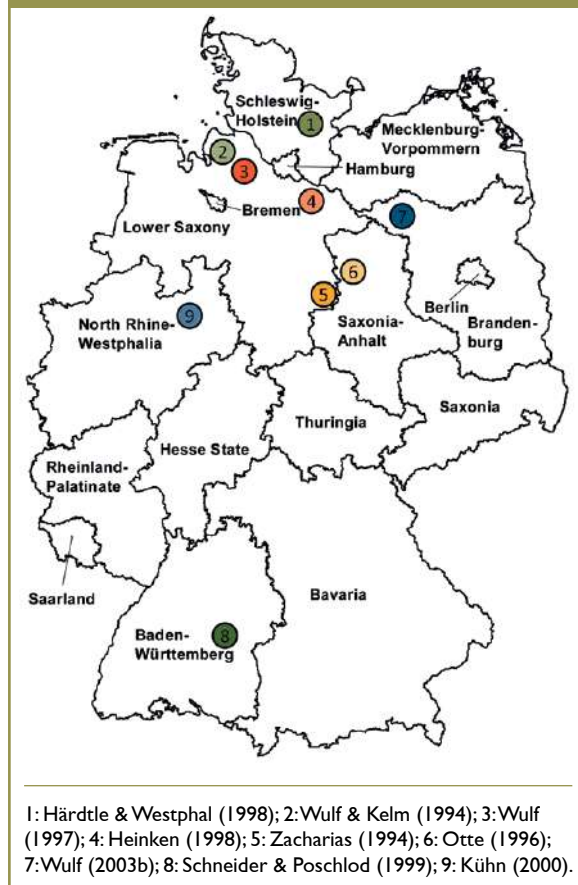 Schleswig-
Holstein
1
Mecklenburg-
Vorpommern
2
Hamburg
3
4
Bremen
7
Lower Saxony
6
5
Berlin
9
North Rhine-
Westphalia
Saxonia-
Anhalt
Branden-
burg
Saxonia
Thuringia
Hesse State
Rheinland-
Palatinate
Saarland
Bavaria
8
Baden-
Württemberg
1: Härdtle & Westphal (1998); 2: Wulf & Kelm (1994); 3: Wulf
(1997); 4: Heinken (1998); 5: Zacharias (1994); 6: Otte (1996);
7: Wulf (2003b); 8: Schneider & Poschlod (1999); 9: Kühn (2000).